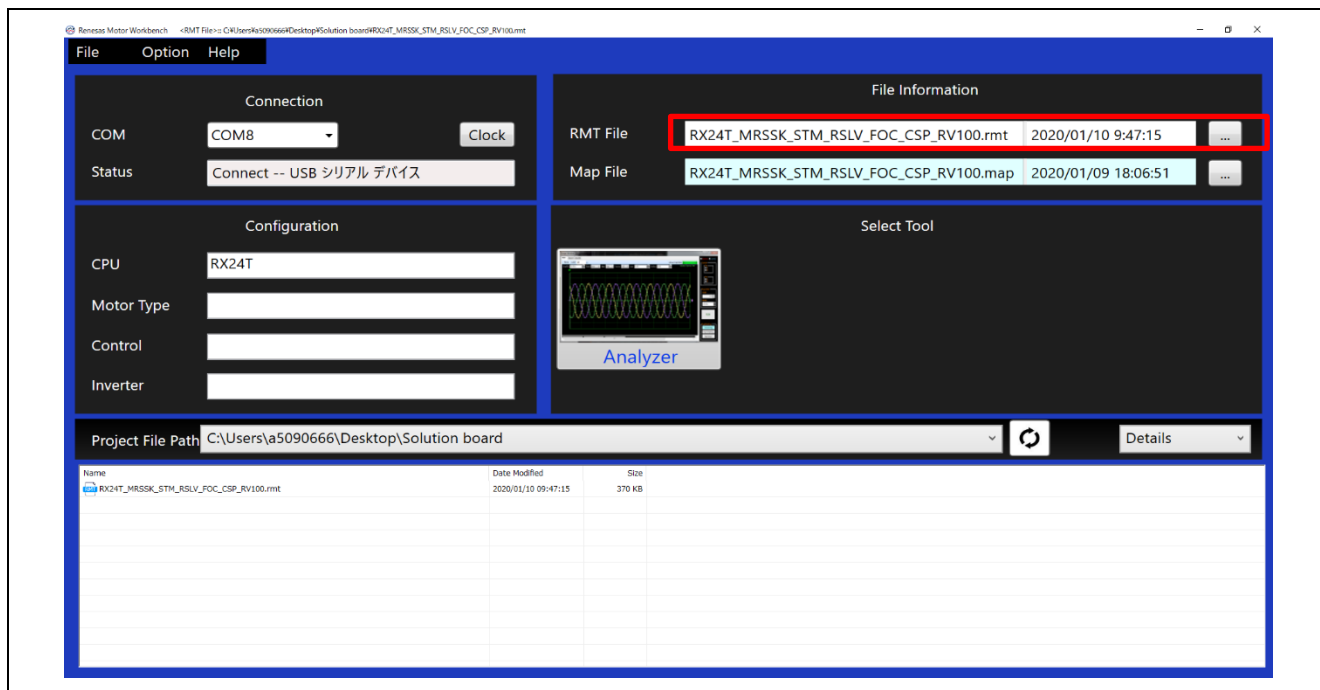 Renesas Motor Workbench <RMT File>:: C:¥Users¥a5090666¥Desktop¥Solution board¥RX24T_MRSSK_STM_RSLV_FOC_CSP_RV100.rmt
File Option Help
Connection
COM COM8 Clock
Status Connect -- USB シリアル デバイス
File Information
RMT File RX24T_MRSSK_STM_RSLV_FOC_CSP_RV100.rmt 2020/01/10 9:47:15 ...
Map File RX24T_MRSSK_STM_RSLV_FOC_CSP_RV100.map 2020/01/09 18:06:51 ...
Configuration
CPU RX24T
Motor Type
Control
Inverter
Select Tool
Analyzer
Project File Path C:\Users\a5090666\Desktop\Solution board Details
Name Date Modified Size
RX24T_MRSSK_STM_RSLV_FOC_CSP_RV100.rmt 2020/01/10 09:47:15 370 KB